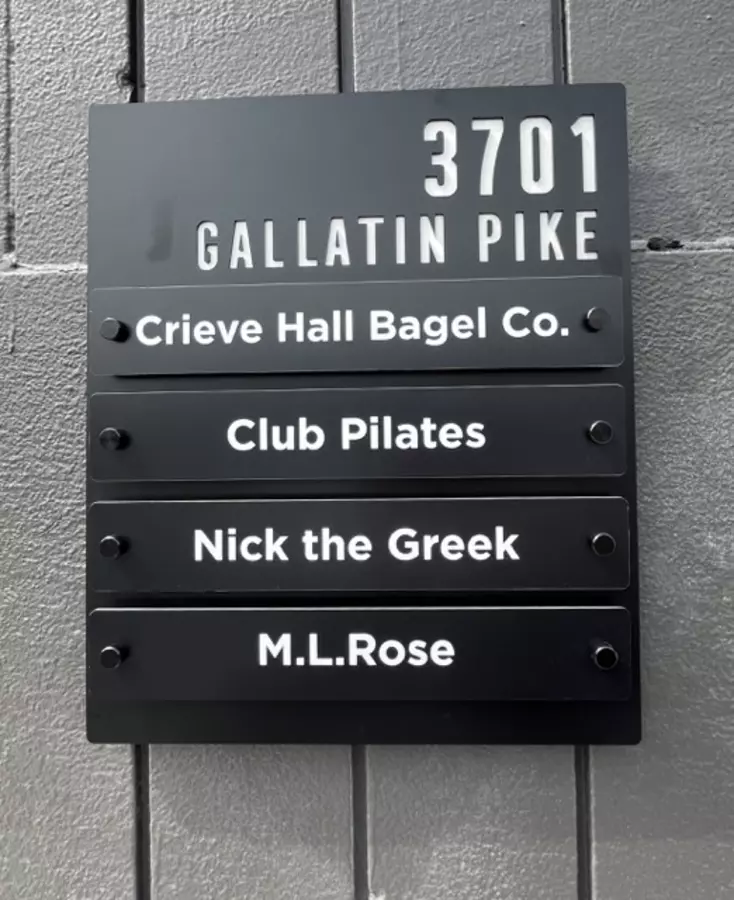 3701
GALLATIN PIKE
Crieve Hall Bagel Co.
Club Pilates
Nick the Greek
M.L.Rose